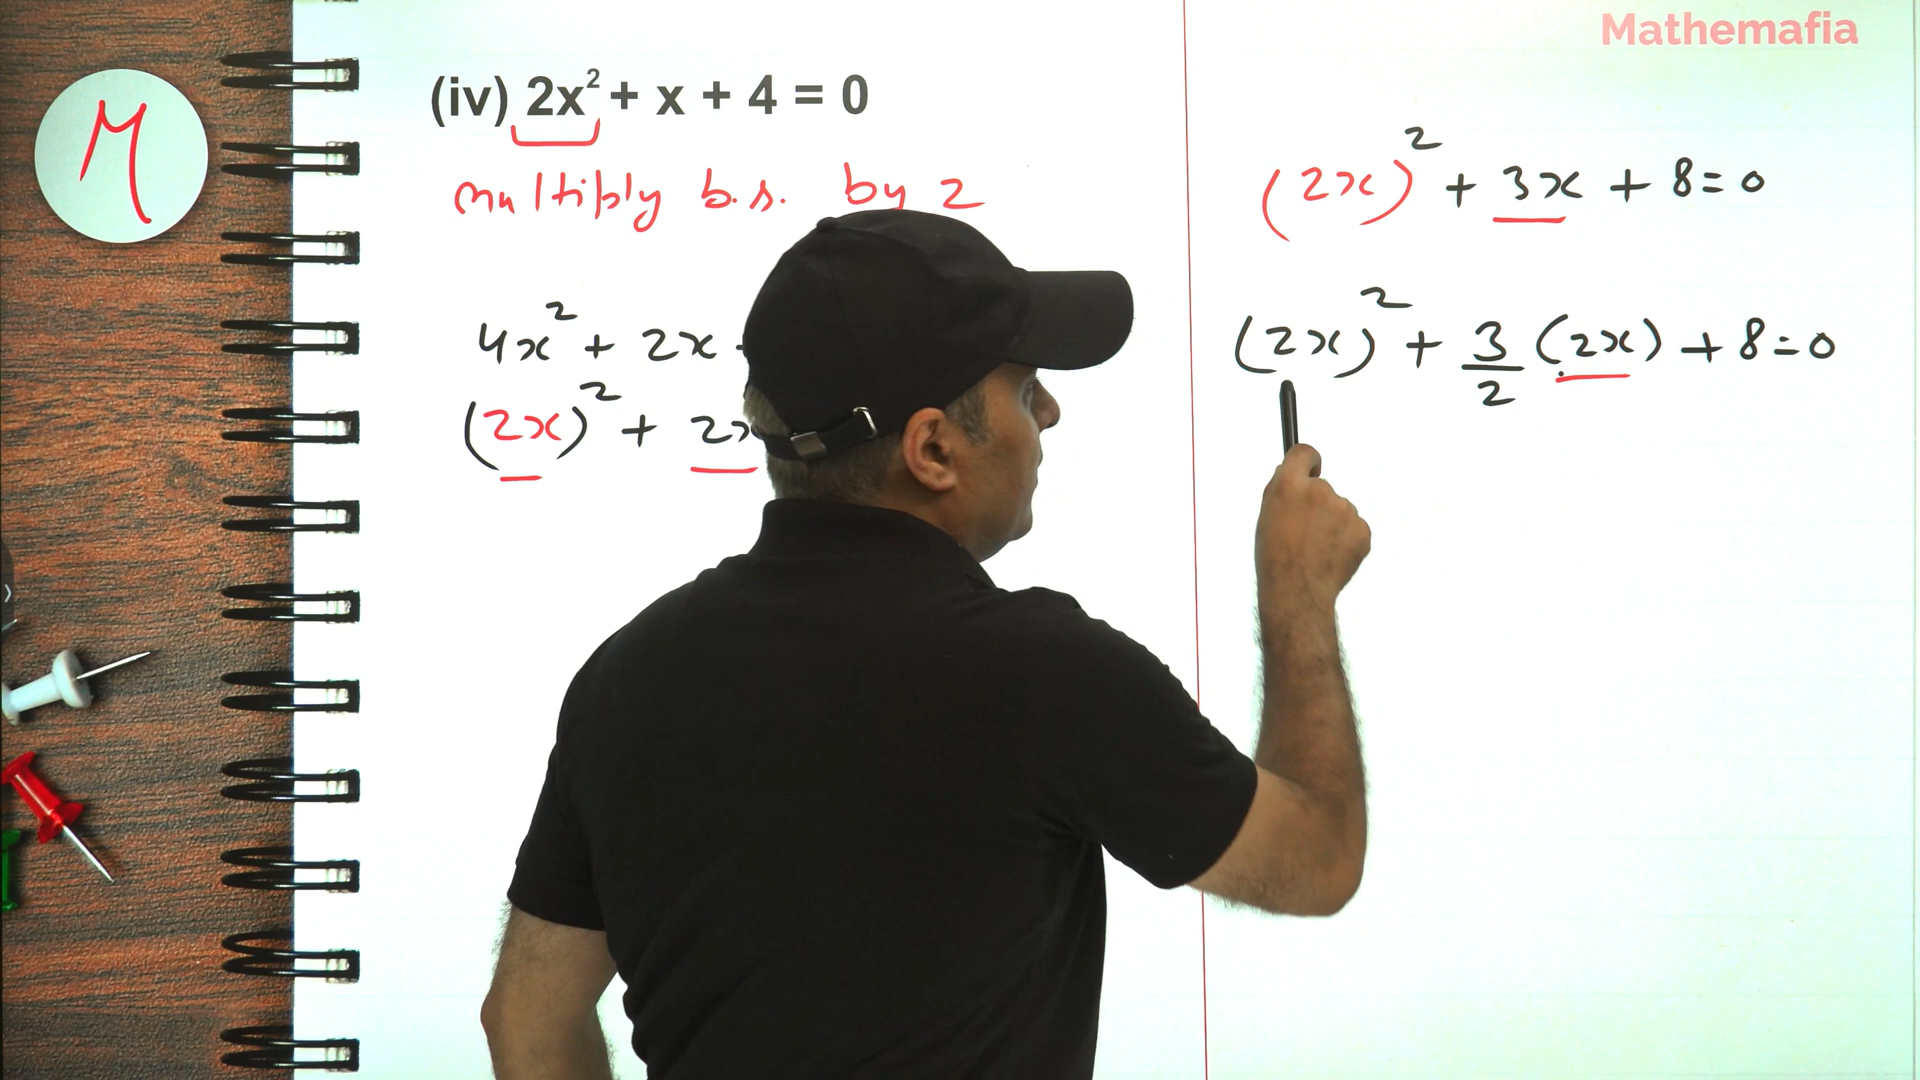 Mathemafia
M
(iv) 2x² + x + 4 = 0
multiply b.s. by 2
4x² + 2x
(2x)² + 2x
(2x)² + 3x + 8 = 0
(2x)² + 3/2 (2x) + 8 = 0